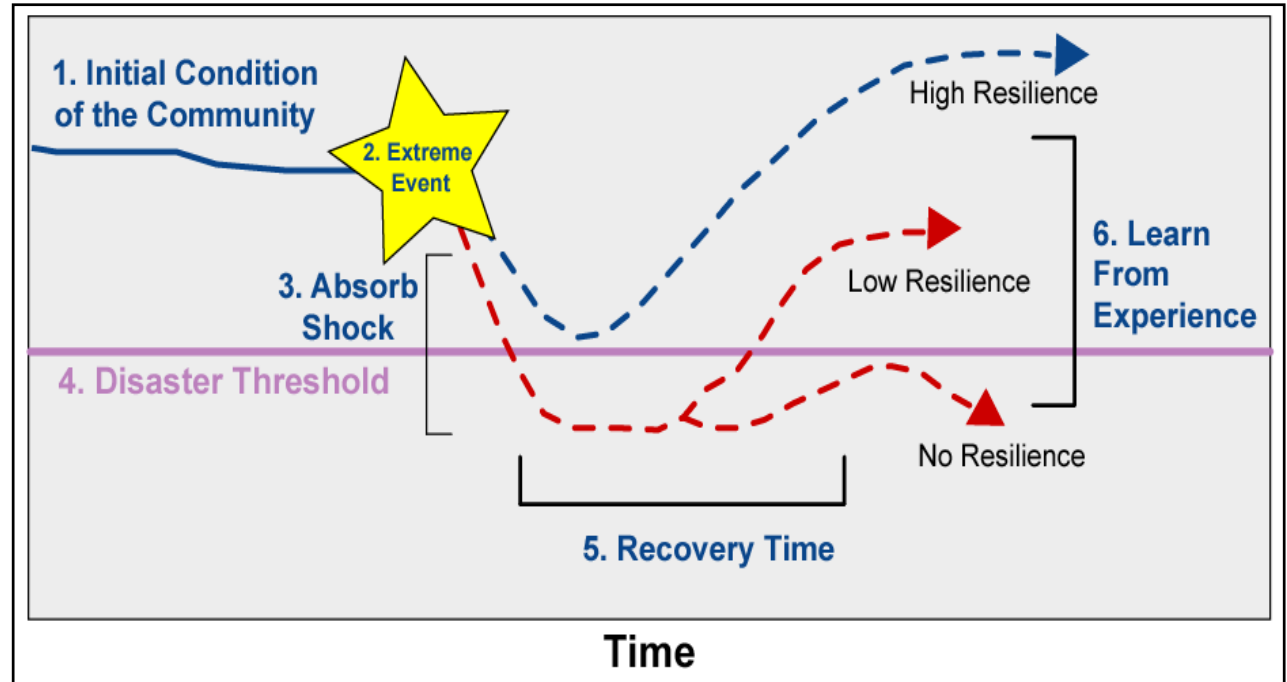 1. Initial Condition
of the Community
2. Extreme
Event
High Resilience
3. Absorb
Shock
Low Resilience
6. Learn
From
Experience
4. Disaster Threshold
No Resilience
5. Recovery Time
Time